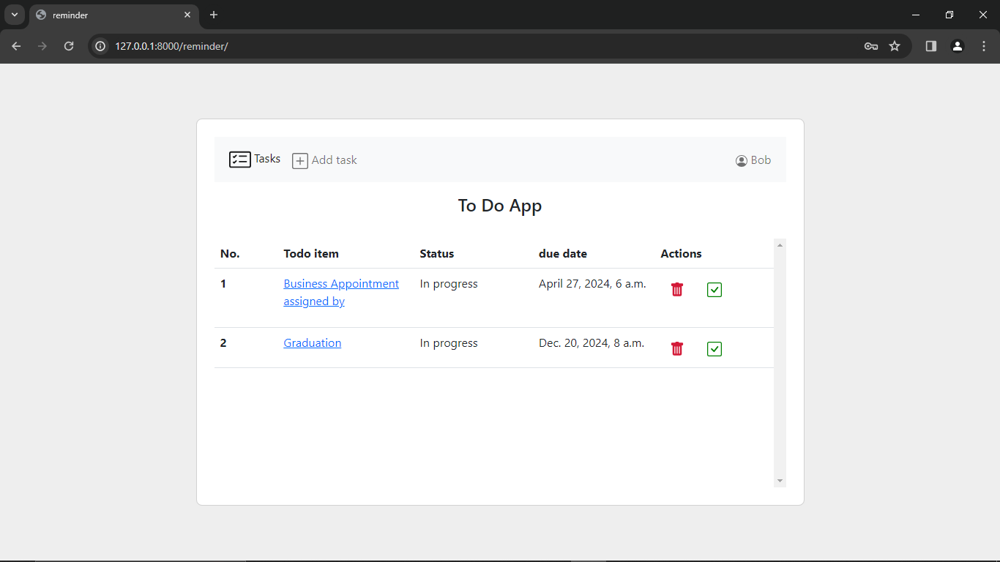 reminder
127.0.0.1:8000/reminder/
Tasks Add task Bob
To Do App
No. Todo item Status due date Actions
1 Business Appointment In progress April 27, 2024, 6 a.m.
assigned by
2 Graduation In progress Dec. 20, 2024, 8 a.m.